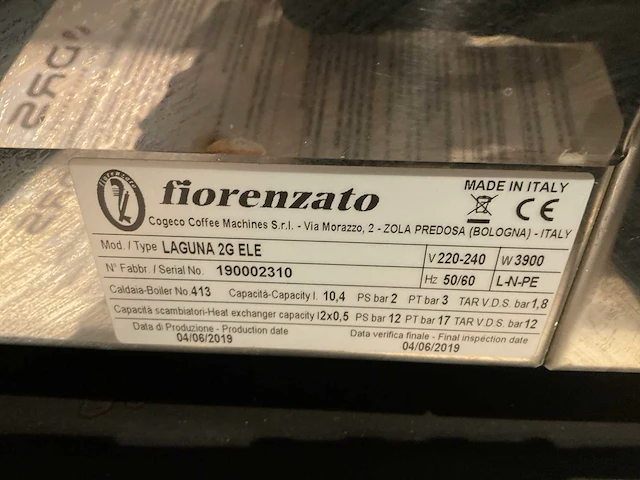 fiorenzato
MADE IN ITALY
CE
Cogeco Coffee Machines S.r.l. - Via Morazzo, 2 - ZOLA PREDOSA (BOLOGNA) - ITALY
Mod. / Type LAGUNA 2G ELE V 220-240 W 3900
N° Fabbr. / Serial No. 190002310 Hz 50/60 L-N-PE
Caldaia-Boiler No. 413 Capacità-Capacity l. 10,4 PS bar 2 PT bar 3 TAR V.D.S. bar 1,8
Capacità scambiatori-Heat exchanger capacity l 2x0,5 PS bar 12 PT bar 17 TAR V.D.S. bar 12
Data di Produzione - Production date Data verifica finale - Final inspection date
04/06/2019 04/06/2019